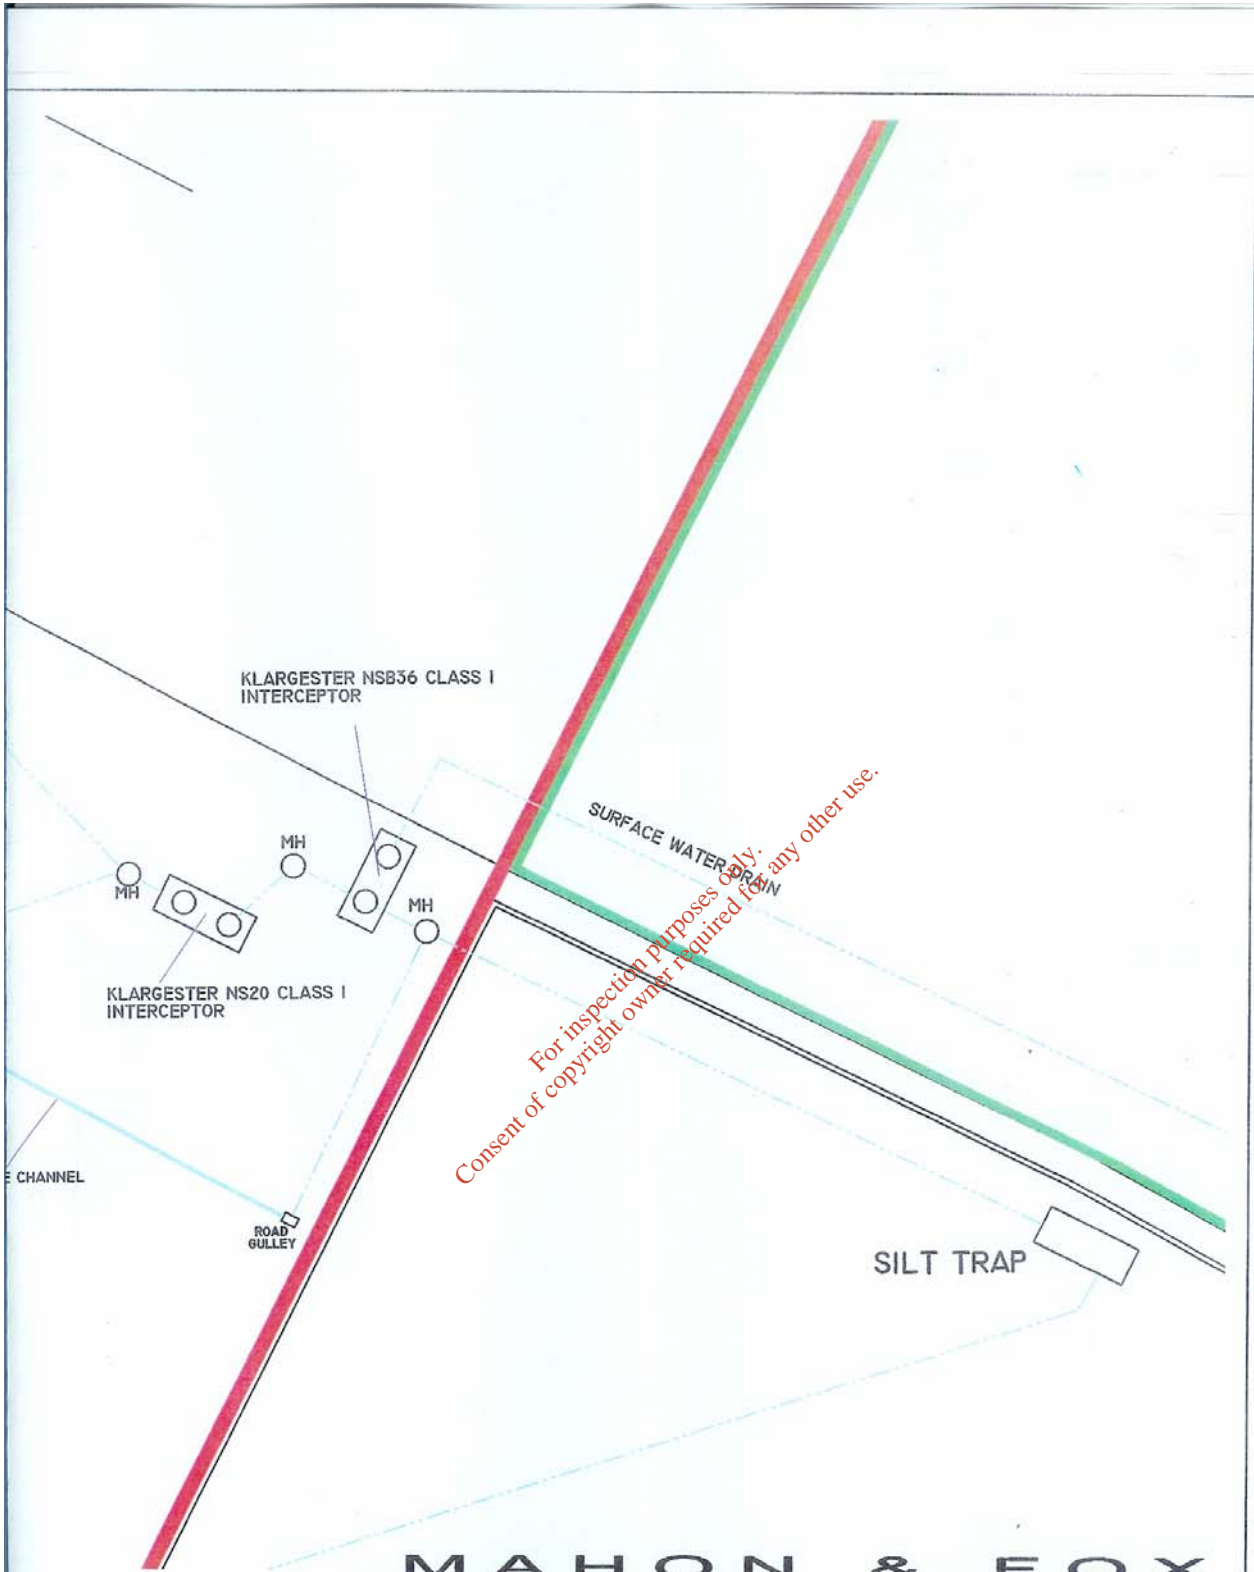 KLARGESTER NSB36 CLASS I
INTERCEPTOR
SURFACE WATER DRAIN
MH
MH
MH
KLARGESTER NS20 CLASS I
INTERCEPTOR
For inspection purposes only.
Consent of copyright owner required for any other use.
CHANNEL
ROAD
GULLEY
SILT TRAP
MAHON & FOX